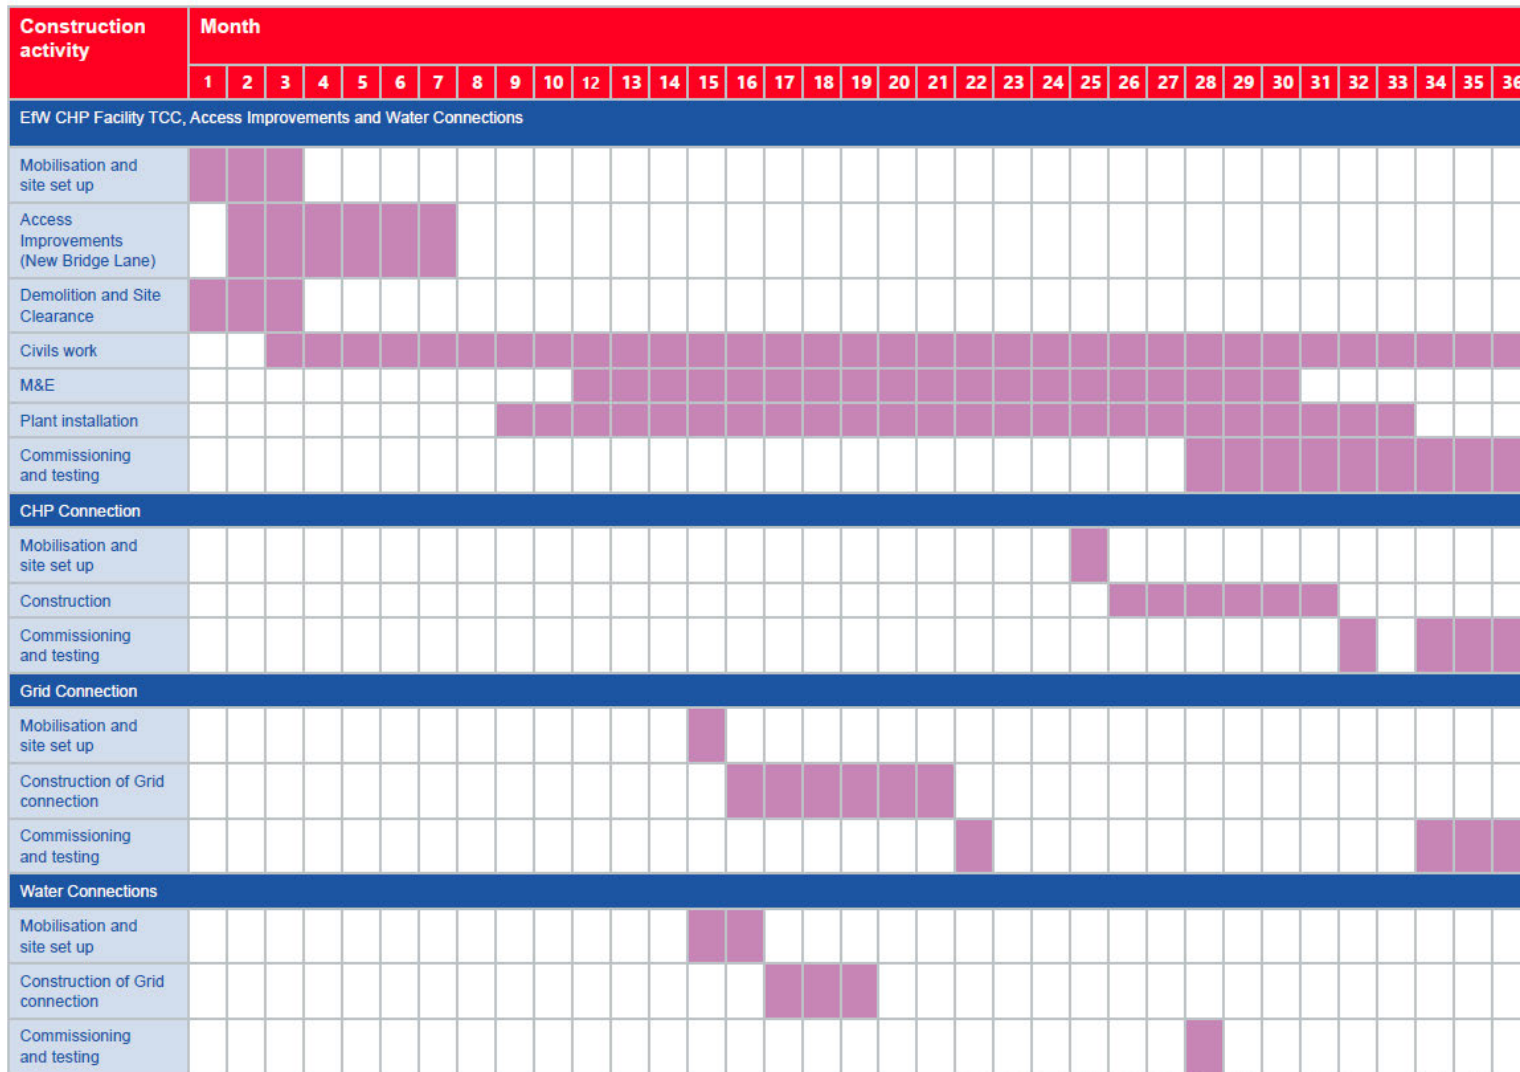 Construction
activity
Month
1 2 3 4 5 6 7 8 9 10 12 13 14 15 16 17 18 19 20 21 22 23 24 25 26 27 28 29 30 31 32 33 34 35 36
EfW CHP Facility TCC, Access Improvements and Water Connections
Mobilisation and
site set up
Access
Improvements
(New Bridge Lane)
Demolition and Site
Clearance
Civils work
M&E
Plant installation
Commissioning
and testing
CHP Connection
Mobilisation and
site set up
Construction
Commissioning
and testing
Grid Connection
Mobilisation and
site set up
Construction of Grid
connection
Commissioning
and testing
Water Connections
Mobilisation and
site set up
Construction of Grid
connection
Commissioning
and testing